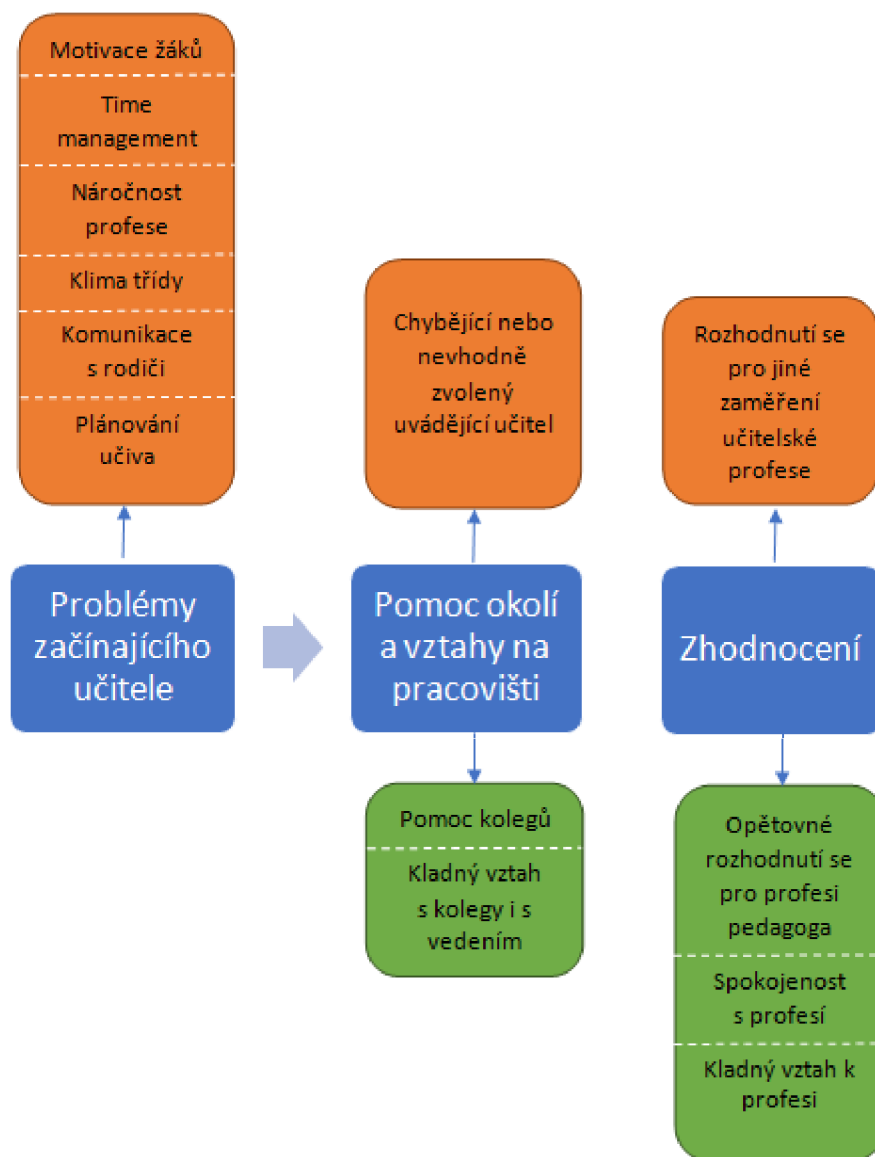 Motivace žáků
Time
management
Náročnost
profese
Klima třídy
Komunikace
s rodiči
Plánování
učiva
Problémy
začínajícího
učitele
Chybějící nebo
nevhodně
zvolený
uvádějící učitel
Pomoc okolí
a vztahy na
pracovišti
Pomoc kolegů
Kladný vztah
s kolegy i s
vedením
Rozhodnutí se
pro jiné
zaměření
učitelské
profese
Zhodnocení
Opětovné
rozhodnutí se
pro profesi
pedagoga
Spokojenost
s profesí
Kladný vztah k
profesi